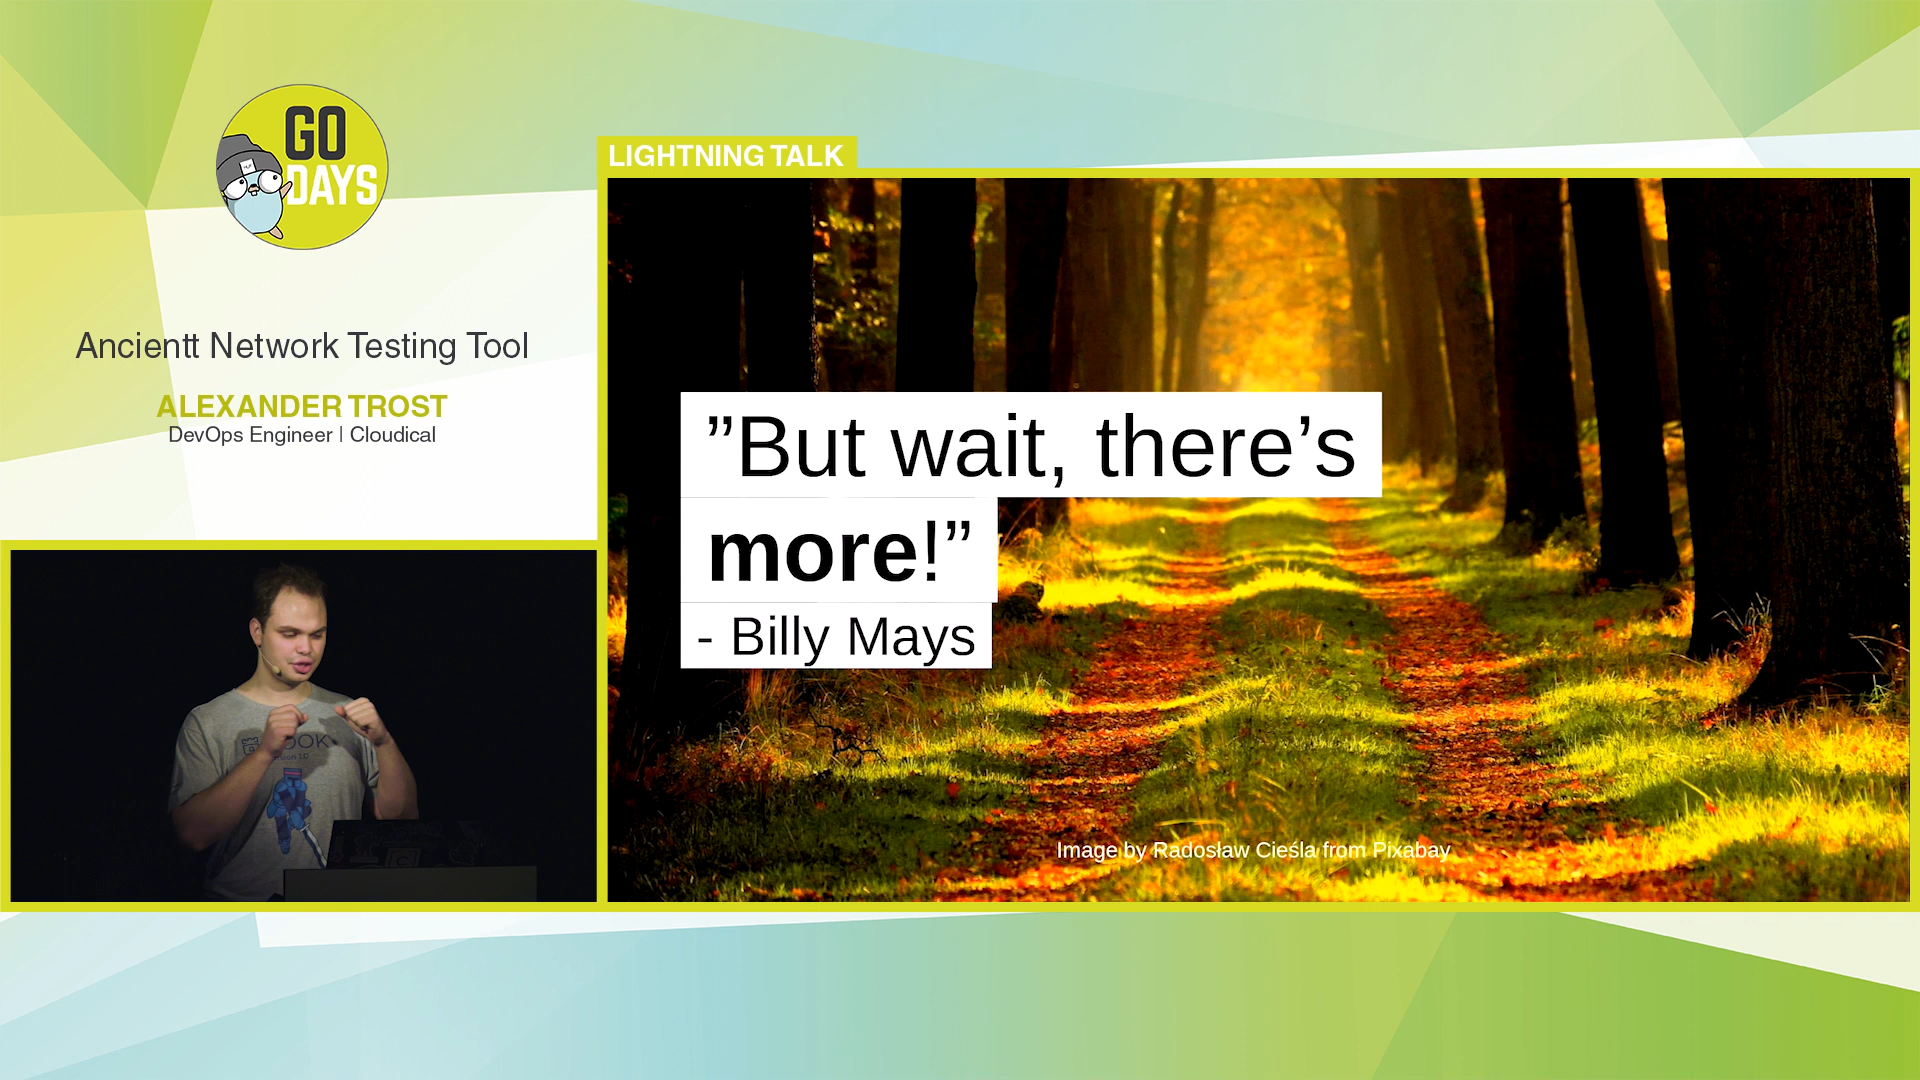 GO
DAYS
Ancientt Network Testing Tool
ALEXANDER TROST
DevOps Engineer | Cloudical
LIGHTNING TALK
”But wait, there’s
more!”
- Billy Mays
Image by Radosław Cieśla from Pixabay